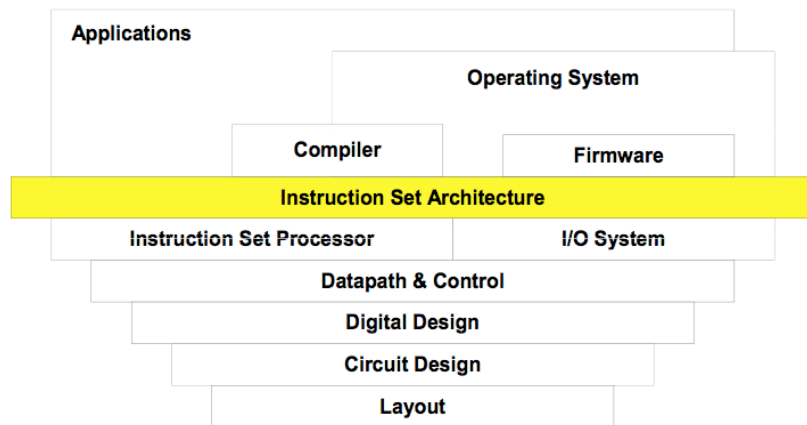 Applications
Operating System
Compiler
Firmware
Instruction Set Architecture
Instruction Set Processor
I/O System
Datapath & Control
Digital Design
Circuit Design
Layout